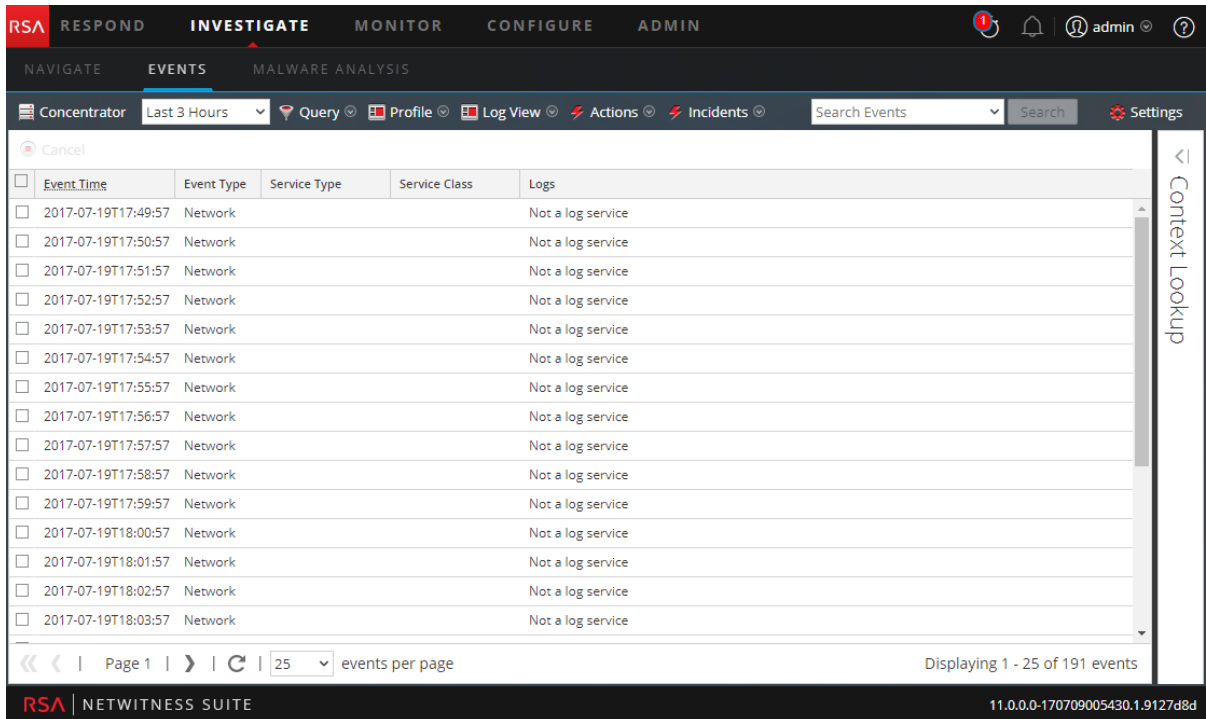 RSA RESPOND INVESTIGATE MONITOR CONFIGURE ADMIN 1 admin ?
NAVIGATE EVENTS MALWARE ANALYSIS
Concentrator Last 3 Hours Query Profile Log View Actions Incidents Search Events Search Settings
Cancel
Event Time Event Type Service Type Service Class Logs
2017-07-19T17:49:57 Network Not a log service
2017-07-19T17:50:57 Network Not a log service
2017-07-19T17:51:57 Network Not a log service
2017-07-19T17:52:57 Network Not a log service
2017-07-19T17:53:57 Network Not a log service
2017-07-19T17:54:57 Network Not a log service
2017-07-19T17:55:57 Network Not a log service
2017-07-19T17:56:57 Network Not a log service
2017-07-19T17:57:57 Network Not a log service
2017-07-19T17:58:57 Network Not a log service
2017-07-19T17:59:57 Network Not a log service
2017-07-19T18:00:57 Network Not a log service
2017-07-19T18:01:57 Network Not a log service
2017-07-19T18:02:57 Network Not a log service
2017-07-19T18:03:57 Network Not a log service
Context Lookup
Page 1 | 25 events per page Displaying 1 - 25 of 191 events
RSA NETWITNESS SUITE 11.0.0.0-170709005430.1.9127d8d